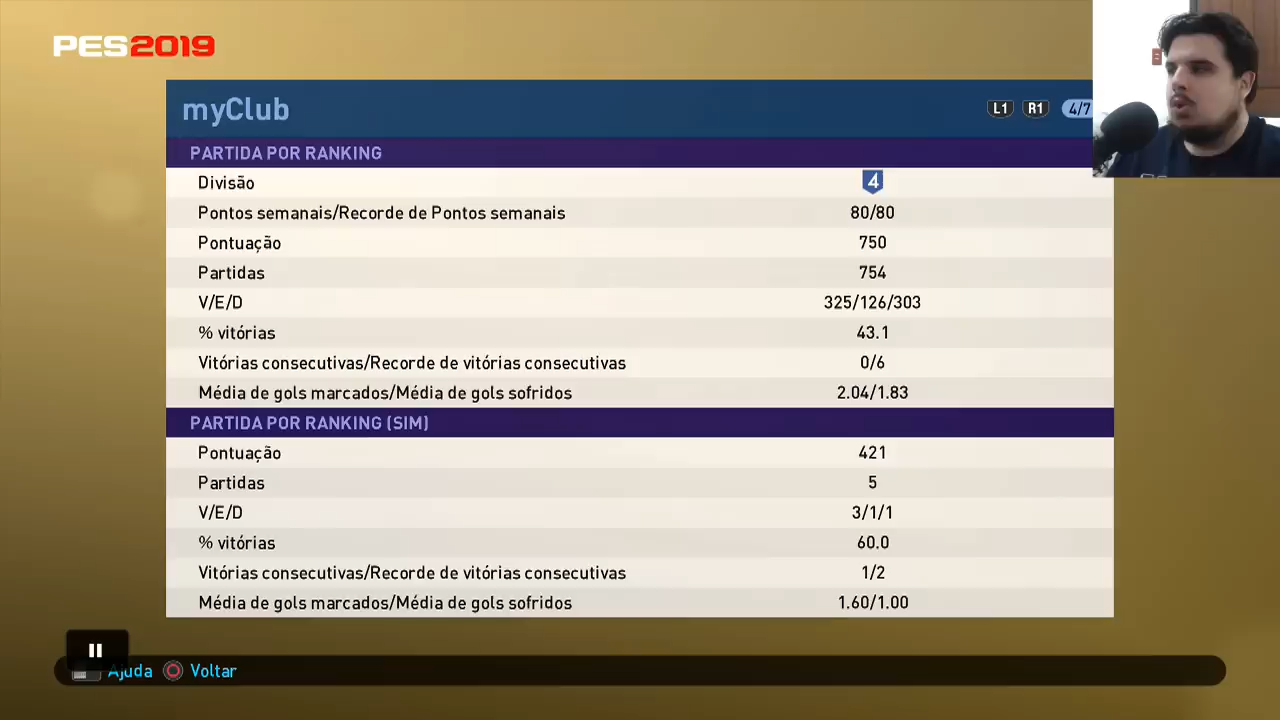 PES2019
myClub L1 R1 4/7
PARTIDA POR RANKING
Divisão 4
Pontos semanais/Recorde de Pontos semanais 80/80
Pontuação 750
Partidas 754
V/E/D 325/126/303
% vitórias 43.1
Vitórias consecutivas/Recorde de vitórias consecutivas 0/6
Média de gols marcados/Média de gols sofridos 2.04/1.83
PARTIDA POR RANKING (SIM)
Pontuação 421
Partidas 5
V/E/D 3/1/1
% vitórias 60.0
Vitórias consecutivas/Recorde de vitórias consecutivas 1/2
Média de gols marcados/Média de gols sofridos 1.60/1.00
Ajuda Voltar